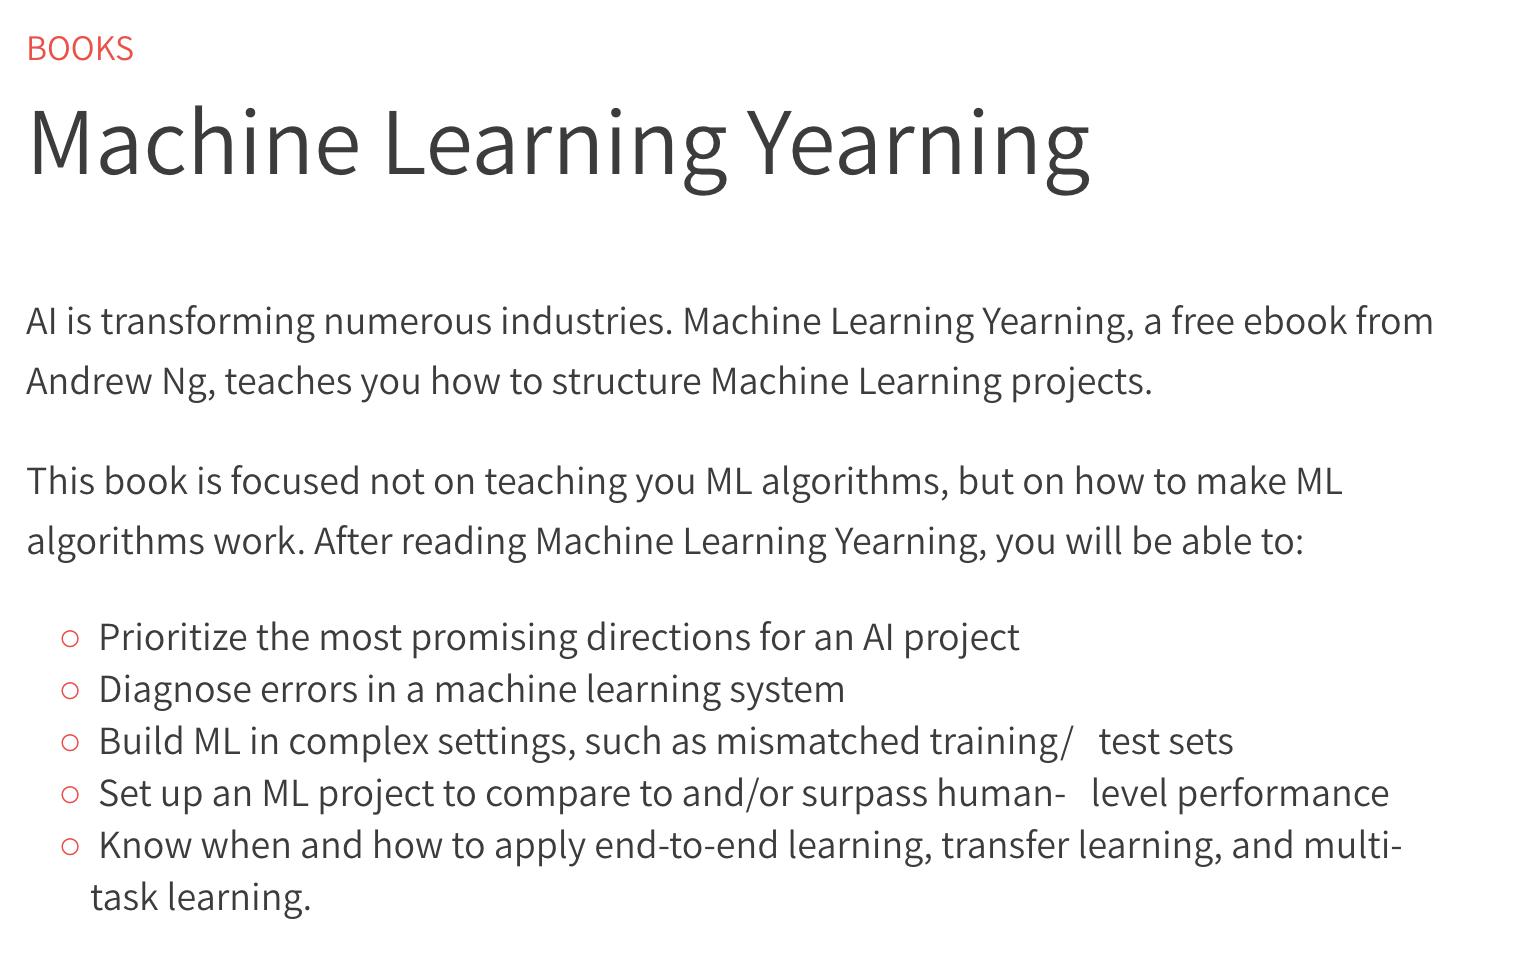 BOOKS
Machine Learning Yearning
AI is transforming numerous industries. Machine Learning Yearning, a free ebook from
Andrew Ng, teaches you how to structure Machine Learning projects.
This book is focused not on teaching you ML algorithms, but on how to make ML
algorithms work. After reading Machine Learning Yearning, you will be able to:
○ Prioritize the most promising directions for an AI project
○ Diagnose errors in a machine learning system
○ Build ML in complex settings, such as mismatched training/ test sets
○ Set up an ML project to compare to and/or surpass human- level performance
○ Know when and how to apply end-to-end learning, transfer learning, and multi-
task learning.